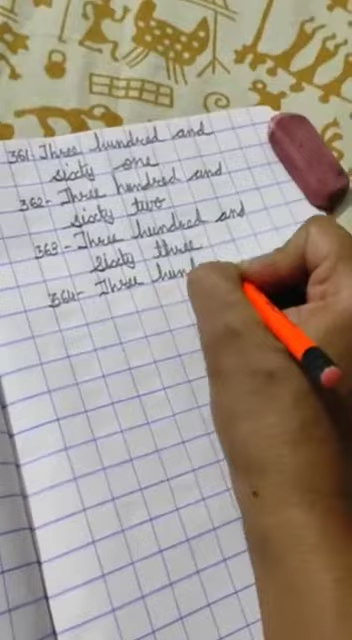 361- Three hundred and
sixty one
362- Three hundred and
sixty two
363- Three hundred and
sixty three
364- Three hun